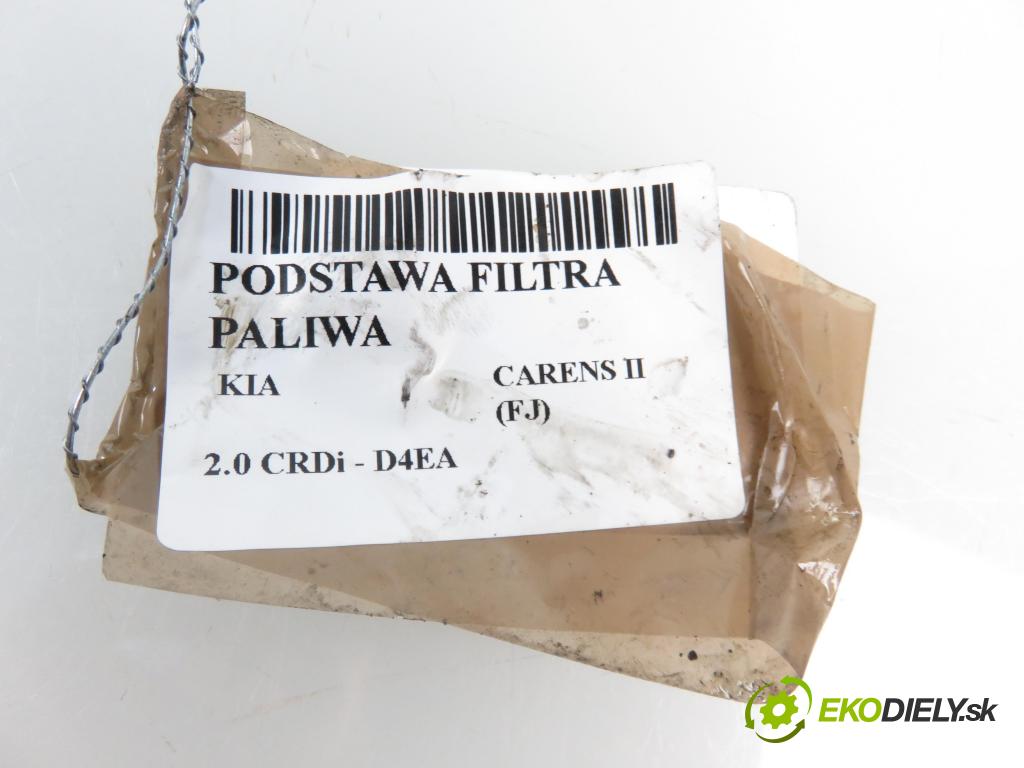 PODSTAWA FILTRA
PALIWA
KIA
CARENS II
(FJ)
2.0 CRDi - D4EA
EKODIELY.sk